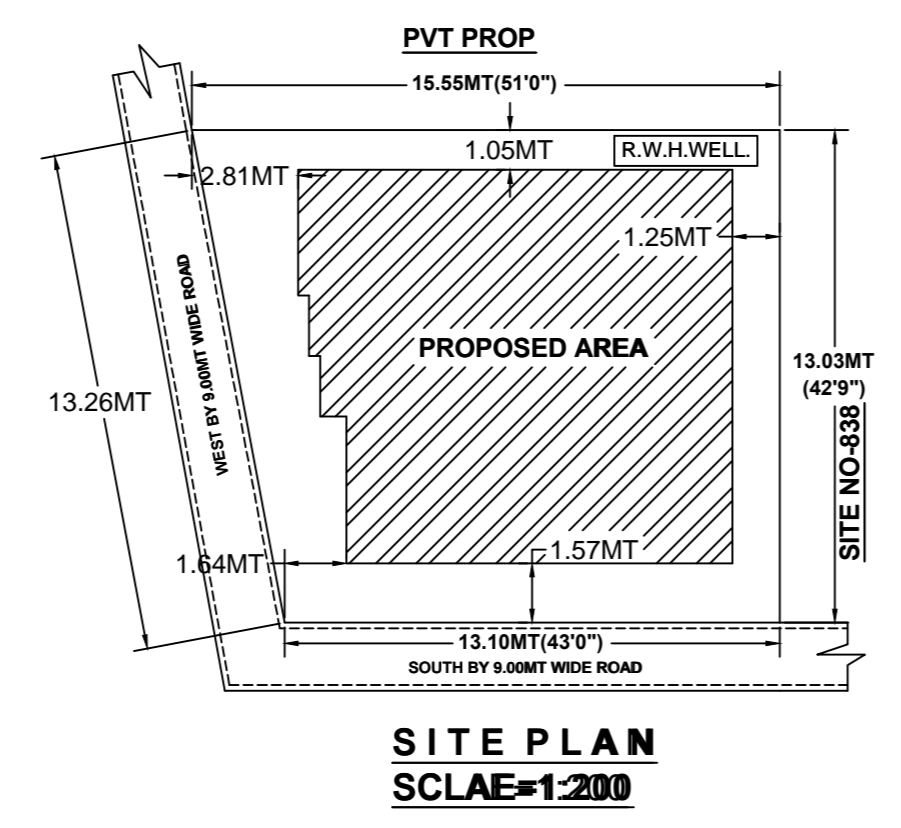 PVT PROP
15.55MT(51'0")
1.05MT
R.W.H.WELL.
2.81MT
1.25MT
WEST BY 9.00MT WIDE ROAD
PROPOSED AREA
13.03MT
(42'9")
13.26MT
SITE NO-838
1.57MT
1.64MT
13.10MT(43'0")
SOUTH BY 9.00MT WIDE ROAD
SITE PLAN
SCLAE=1:200